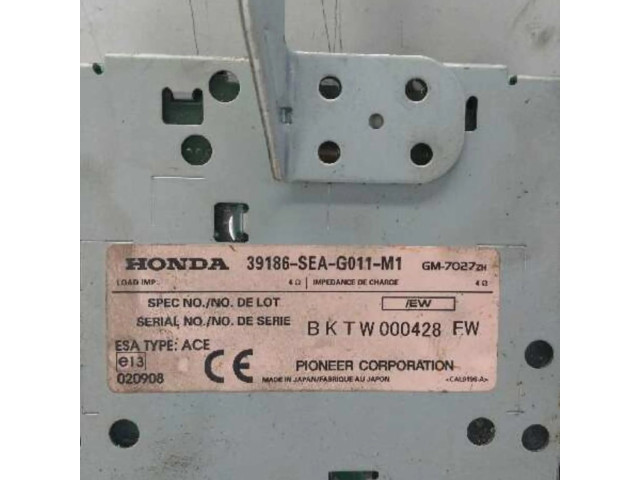 HONDA 39186-SEA-G011-M1 GM-7027ZH
LOAD IMP. 4 Ω IMPEDANCE DE CHARGE 4 Ω
SPEC NO./NO. DE LOT /EW
SERIAL NO./NO. DE SERIE BKTW000428 EW
ESA TYPE: ACE
e13 CE PIONEER CORPORATION
020908 MADE IN JAPAN/FABRIQUE AU JAPON <CAL9196-A>